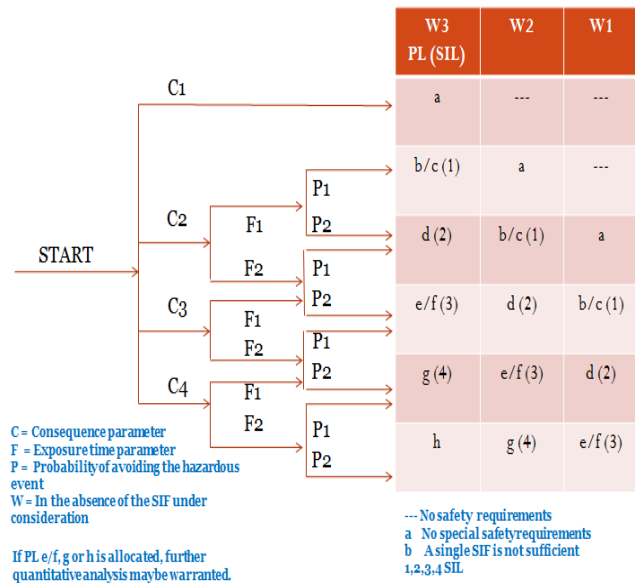 W3 W2 W1
PL (SIL)
C1
a --- ---
b/c (1) a ---
P1
C2
F1
P2
d (2) b/c (1) a
START
F2
P1
P2
e/f (3) d (2) b/c (1)
C3
F1
F2
P1
P2
g (4) e/f (3) d (2)
C4
F1
F2
P1
P2
h g (4) e/f (3)
C = Consequence parameter
F = Exposure time parameter
P = Probability of avoiding the hazardous
event
W = In the absence of the SIF under
consideration
If PL e/f, g or h is allocated, further
quantitative analysis maybe warranted.
--- No safety requirements
a No special safetyrequirements
b A single SIF is not sufficient
1,2,3,4 SIL